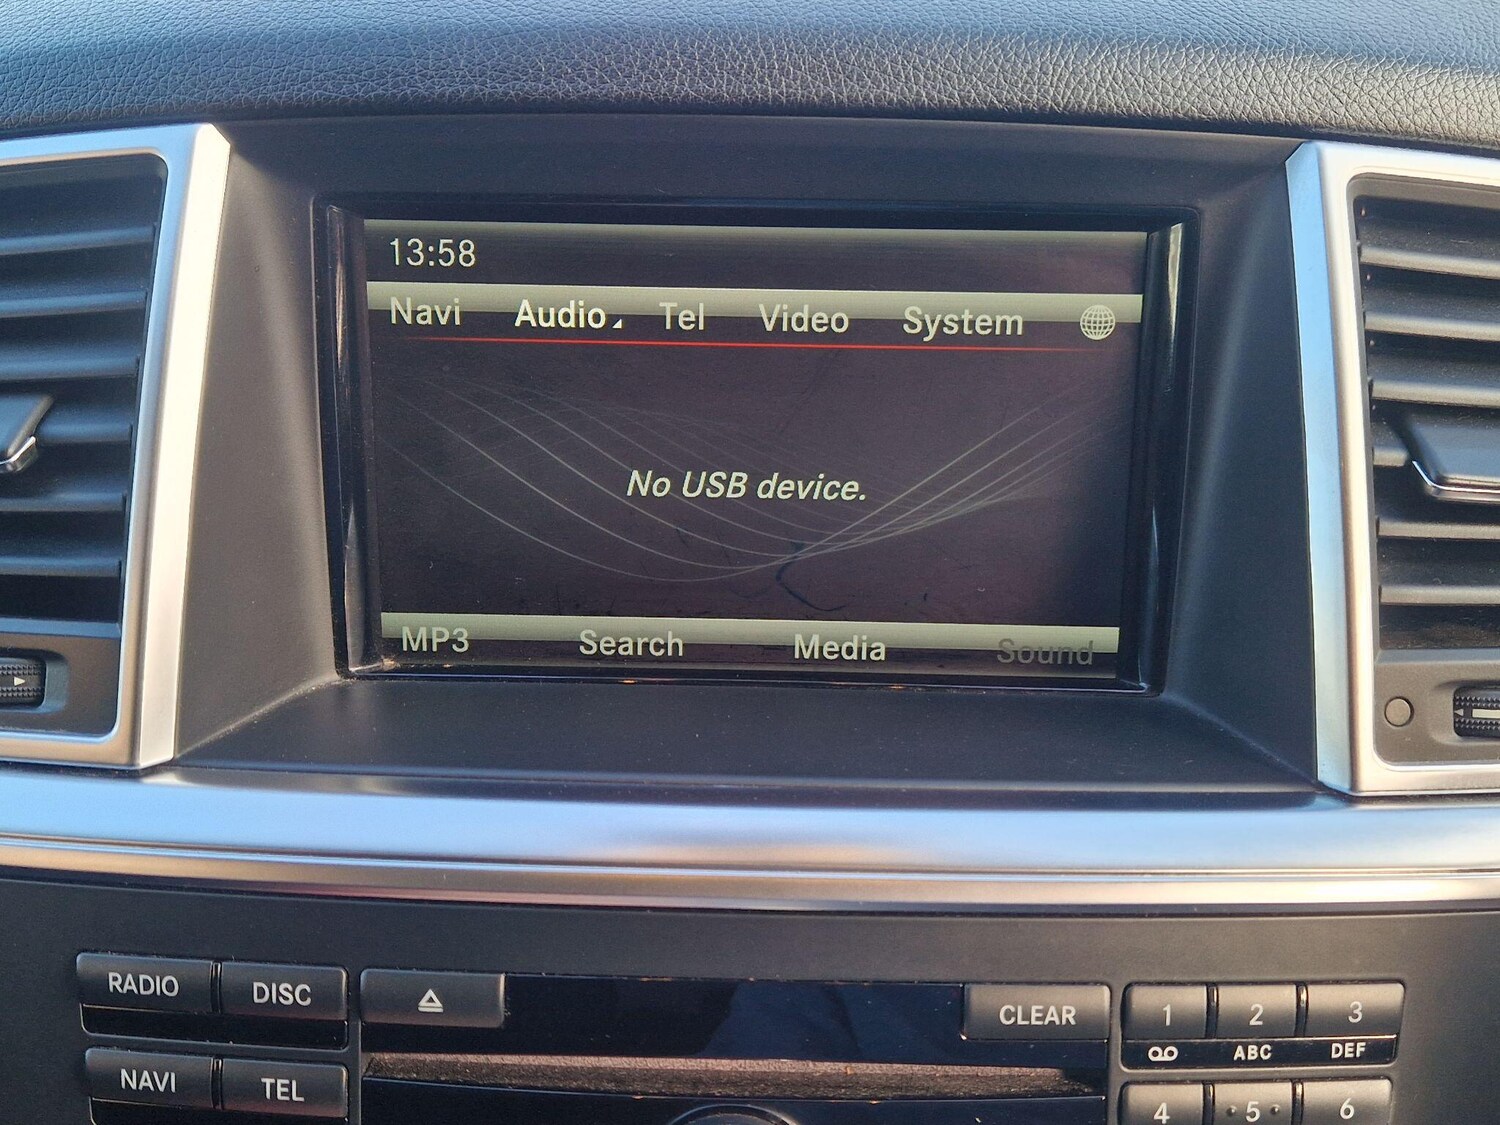 13:58
Navi Audio Tel Video System
No USB device.
MP3 Search Media Sound
RADIO DISC CLEAR 1 2 3
ABC DEF
NAVI TEL 4 5 6